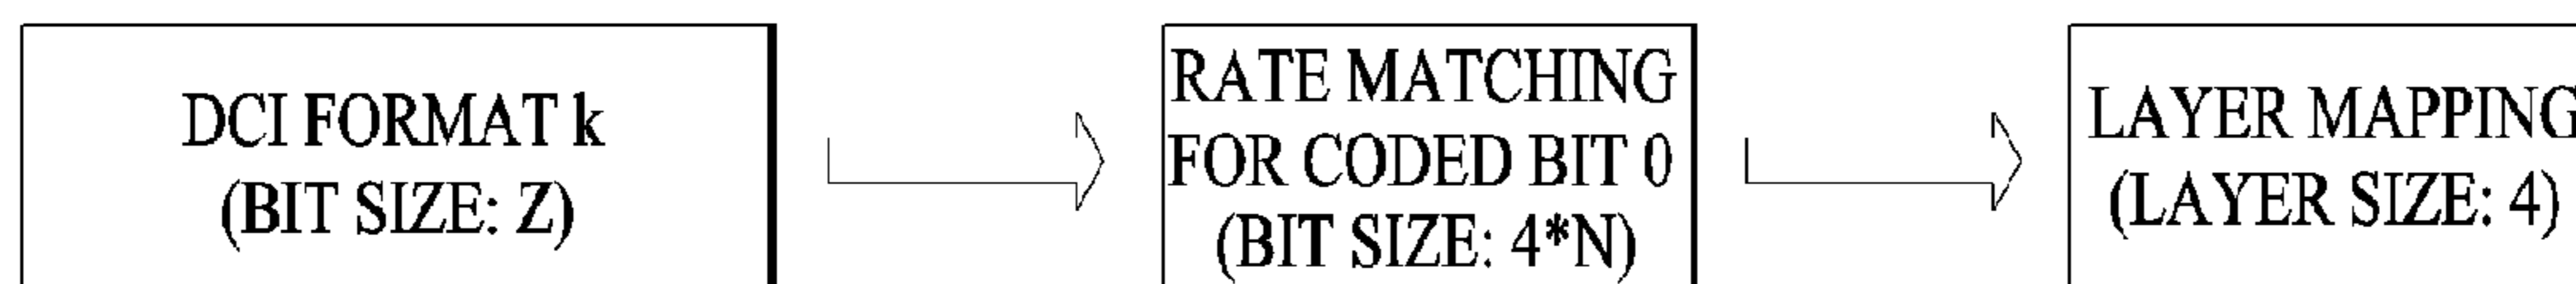 DCI FORMAT k
(BIT SIZE: Z)
RATE MATCHING
FOR CODED BIT 0
(BIT SIZE: 4*N)
LAYER MAPPING
(LAYER SIZE: 4)